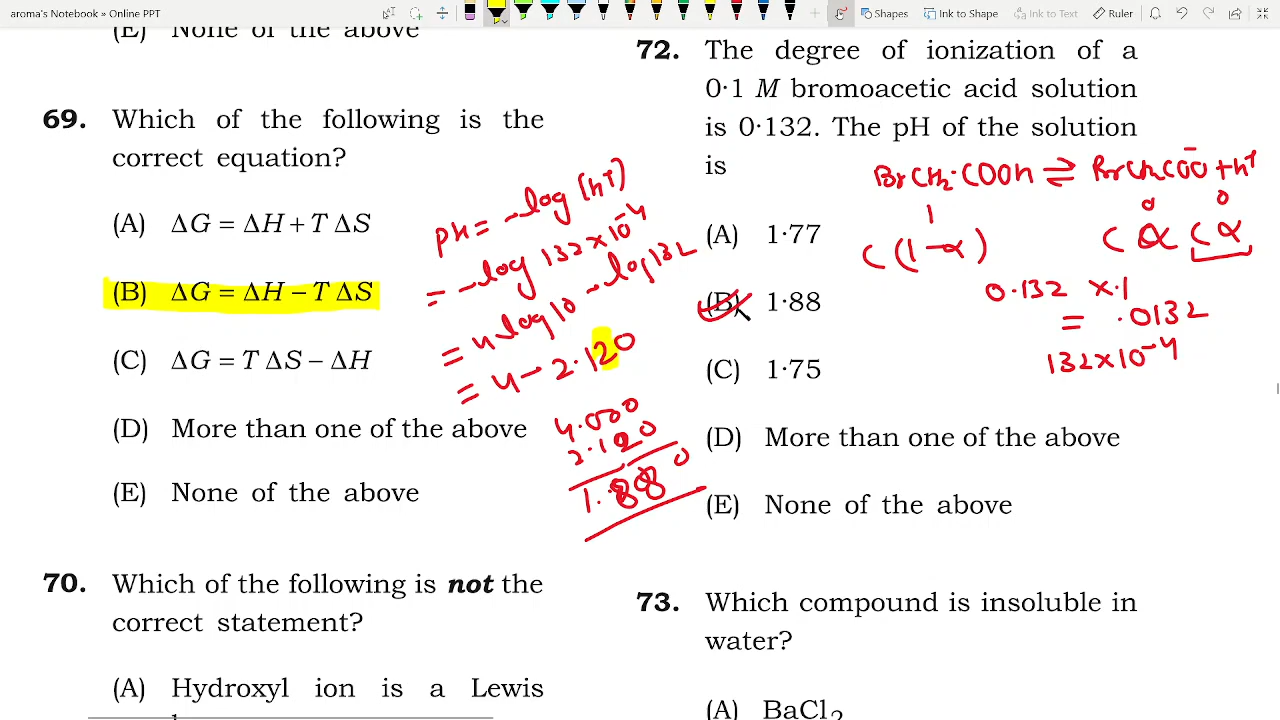 aroma's Notebook » Online PPT
Shapes Ink to Shape Ink to Text Ruler
(E) None of the above
69. Which of the following is the
correct equation?
(A) ΔG = ΔH + T ΔS
(B) ΔG = ΔH − T ΔS
(C) ΔG = T ΔS − ΔH
(D) More than one of the above
(E) None of the above
70. Which of the following is not the
correct statement?
(A) Hydroxyl ion is a Lewis
PH = -log [H+]
= -log 132×10-4
= 4 log 10 - log 132
= 4 - 2.120
4.000
2.120
1.880
72. The degree of ionization of a
0·1 M bromoacetic acid solution
is 0·132. The pH of the solution
is
BrCH2·COOH ⇌ BrCH2COO- + H+
1 0 0
C(1-α) Cα Cα
0.132 × .1
= .0132
132×10-4
(A) 1·77
(B) 1·88
(C) 1·75
(D) More than one of the above
(E) None of the above
73. Which compound is insoluble in
water?
(A) BaCl2